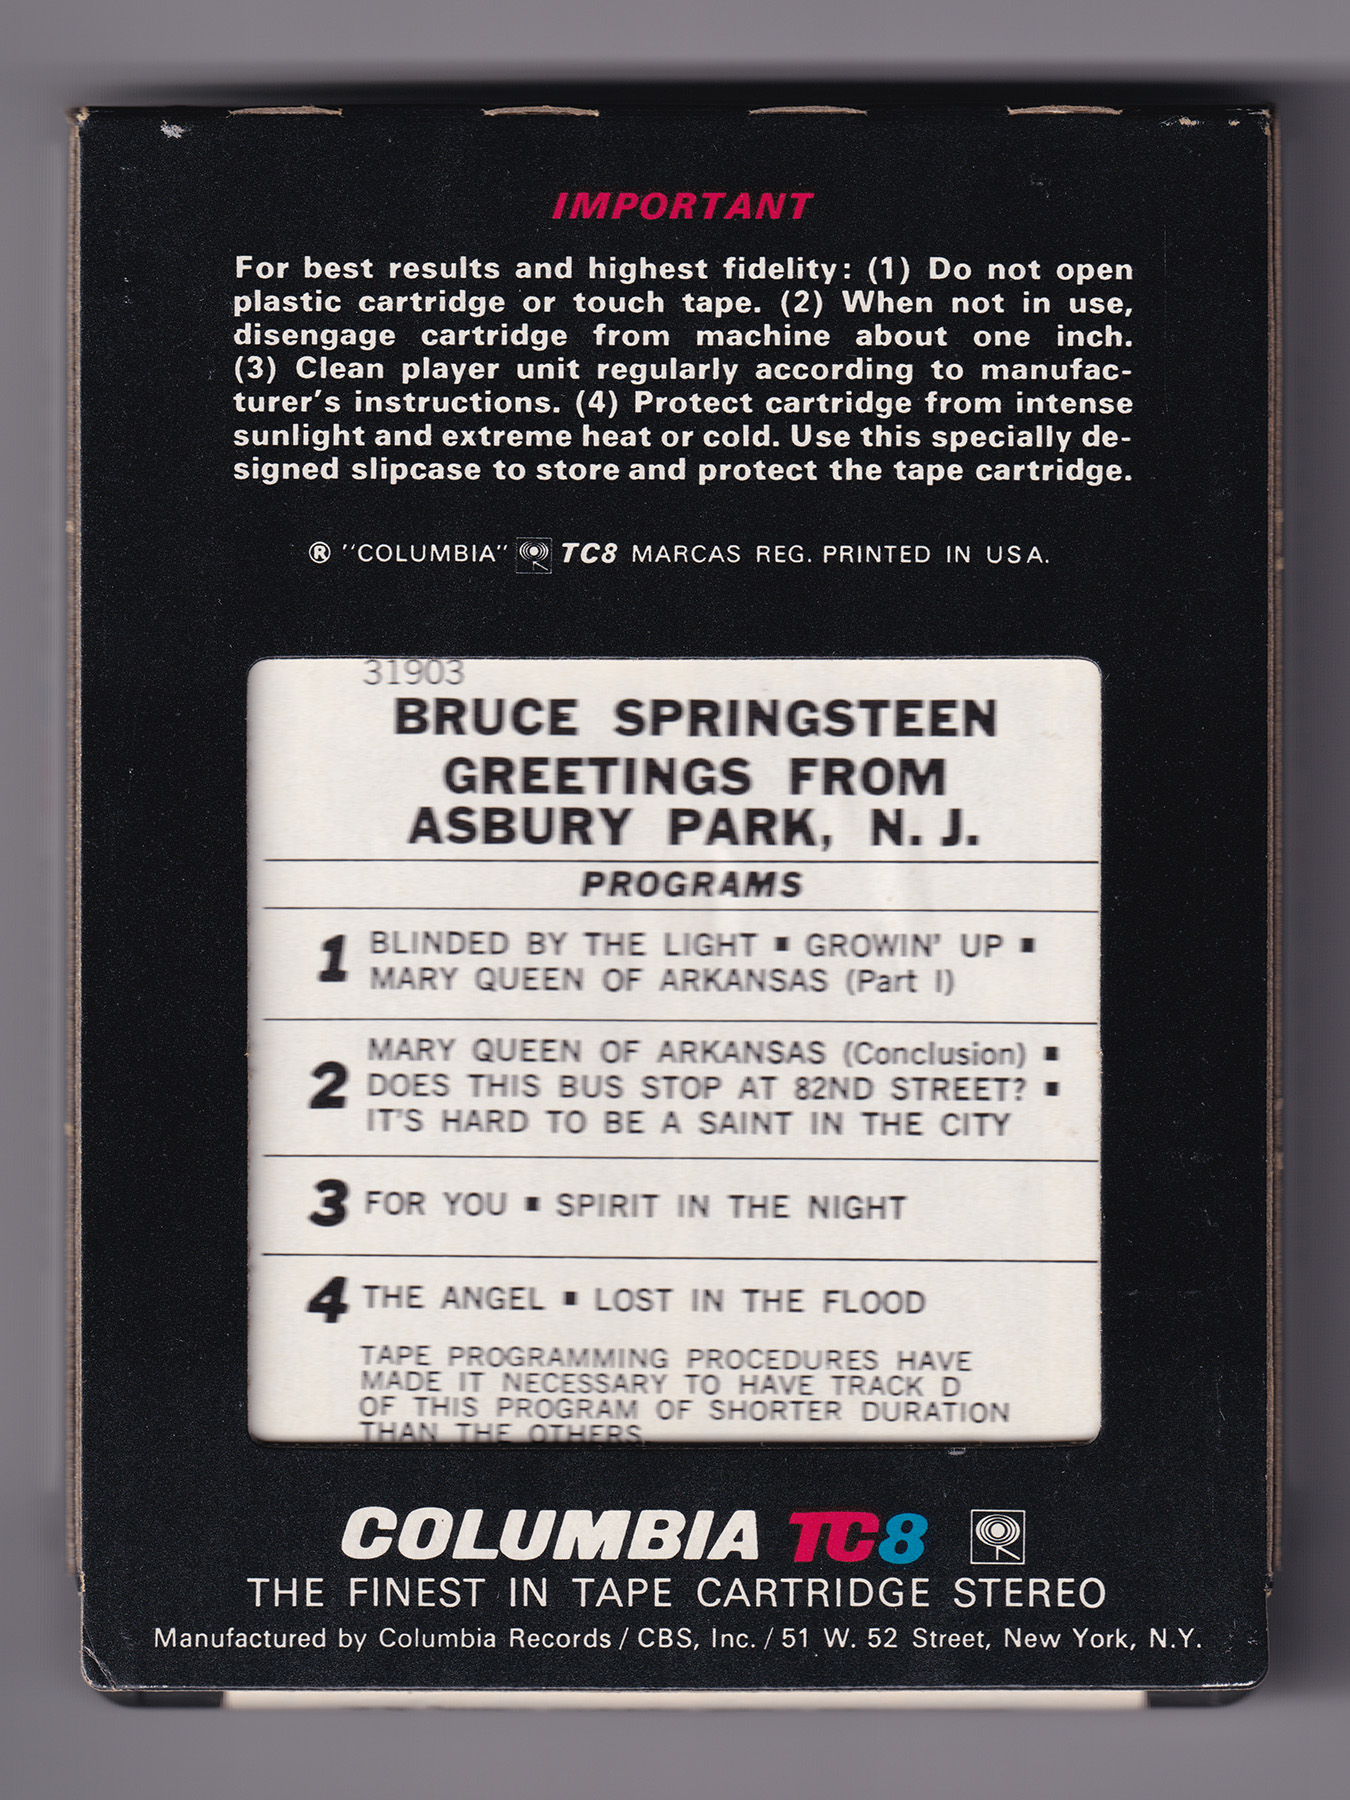 IMPORTANT
For best results and highest fidelity: (1) Do not open
plastic cartridge or touch tape. (2) When not in use,
disengage cartridge from machine about one inch.
(3) Clean player unit regularly according to manufac-
turer's instructions. (4) Protect cartridge from intense
sunlight and extreme heat or cold. Use this specially de-
signed slipcase to store and protect the tape cartridge.
® "COLUMBIA" TC8 MARCAS REG. PRINTED IN USA.
31903
BRUCE SPRINGSTEEN
GREETINGS FROM
ASBURY PARK, N. J.
PROGRAMS
1 BLINDED BY THE LIGHT ▪ GROWIN' UP ▪
MARY QUEEN OF ARKANSAS (Part I)
MARY QUEEN OF ARKANSAS (Conclusion) ▪
2 DOES THIS BUS STOP AT 82ND STREET? ▪
IT'S HARD TO BE A SAINT IN THE CITY
3 FOR YOU ▪ SPIRIT IN THE NIGHT
4 THE ANGEL ▪ LOST IN THE FLOOD
TAPE PROGRAMMING PROCEDURES HAVE
MADE IT NECESSARY TO HAVE TRACK D
OF THIS PROGRAM OF SHORTER DURATION
THAN THE OTHERS
COLUMBIA TC8
THE FINEST IN TAPE CARTRIDGE STEREO
Manufactured by Columbia Records / CBS, Inc. / 51 W. 52 Street, New York, N.Y.